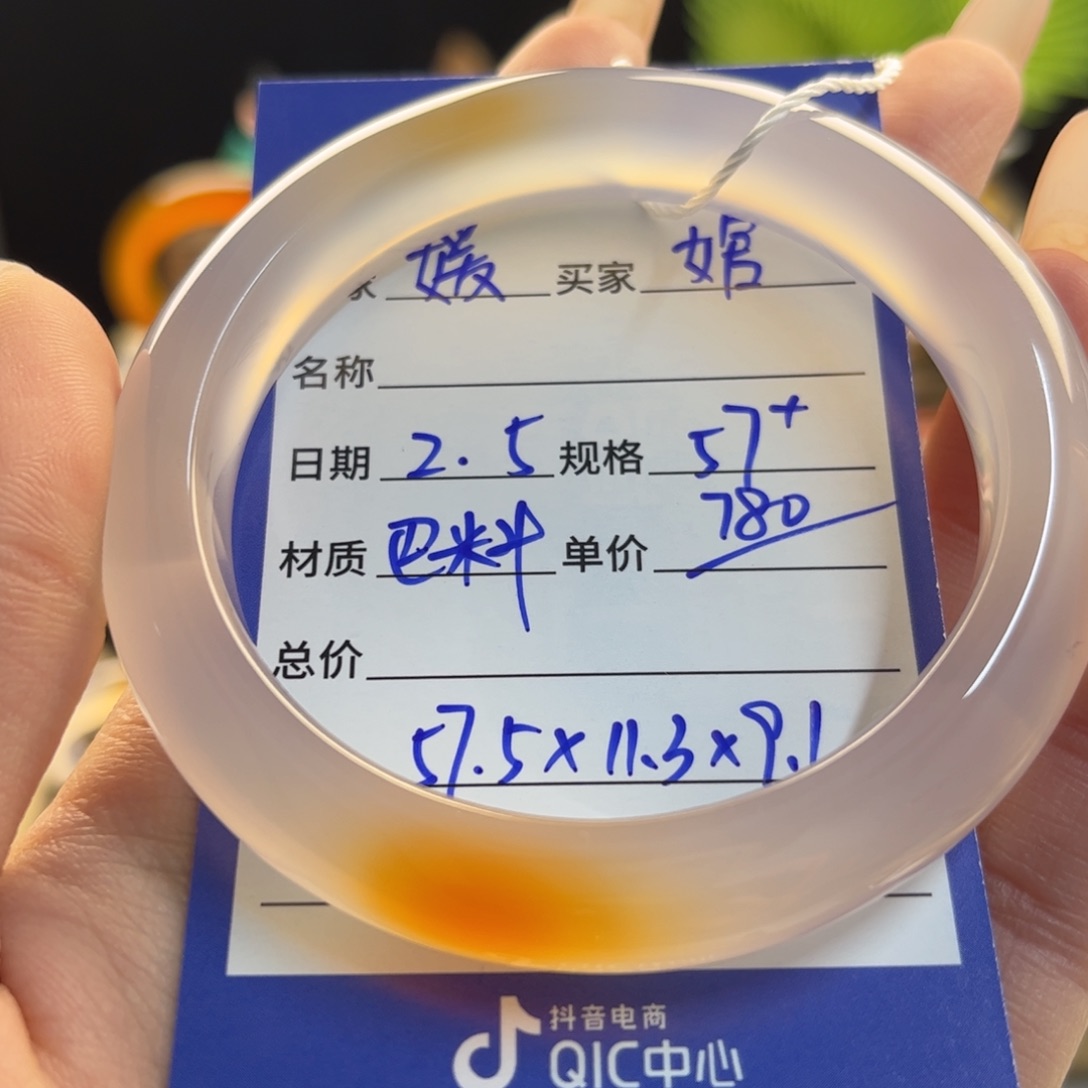 家 媛 买家 婠
名称
日期 2.5 规格 57+
材质 巴料 单价 780
总价
57.5×11.3×9.1
抖音电商
QIC中心